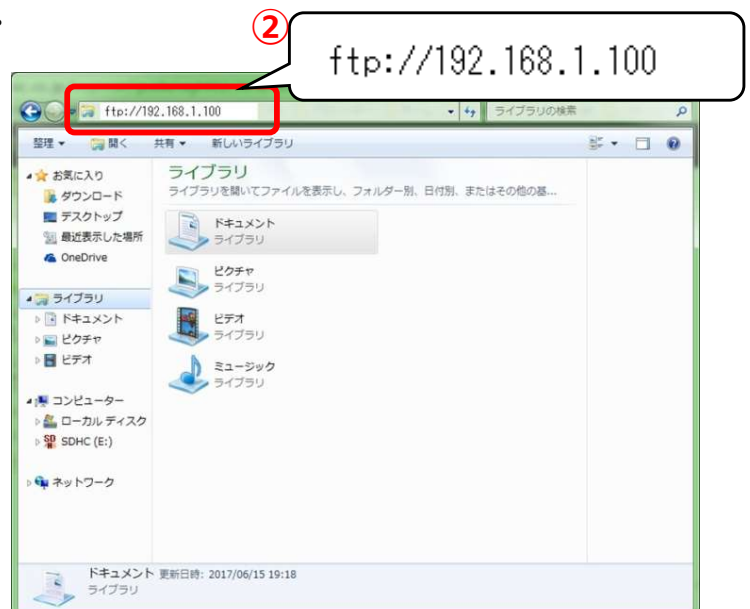 ②
ftp://192.168.1.100
ftp://192.168.1.100
ライブラリの検索
整理
開く
共有
新しいライブラリ
お気に入り
ダウンロード
デスクトップ
最近表示した場所
OneDrive
ライブラリ
ドキュメント
ピクチャ
ビデオ
コンピューター
ローカル ディスク
SDHC (E:)
ネットワーク
ライブラリ
ライブラリを開いてファイルを表示し、フォルダー別、日付別、またはその他の基...
ドキュメント
ライブラリ
ピクチャ
ライブラリ
ビデオ
ライブラリ
ミュージック
ライブラリ
ドキュメント 更新日時: 2017/06/15 19:18
ライブラリ